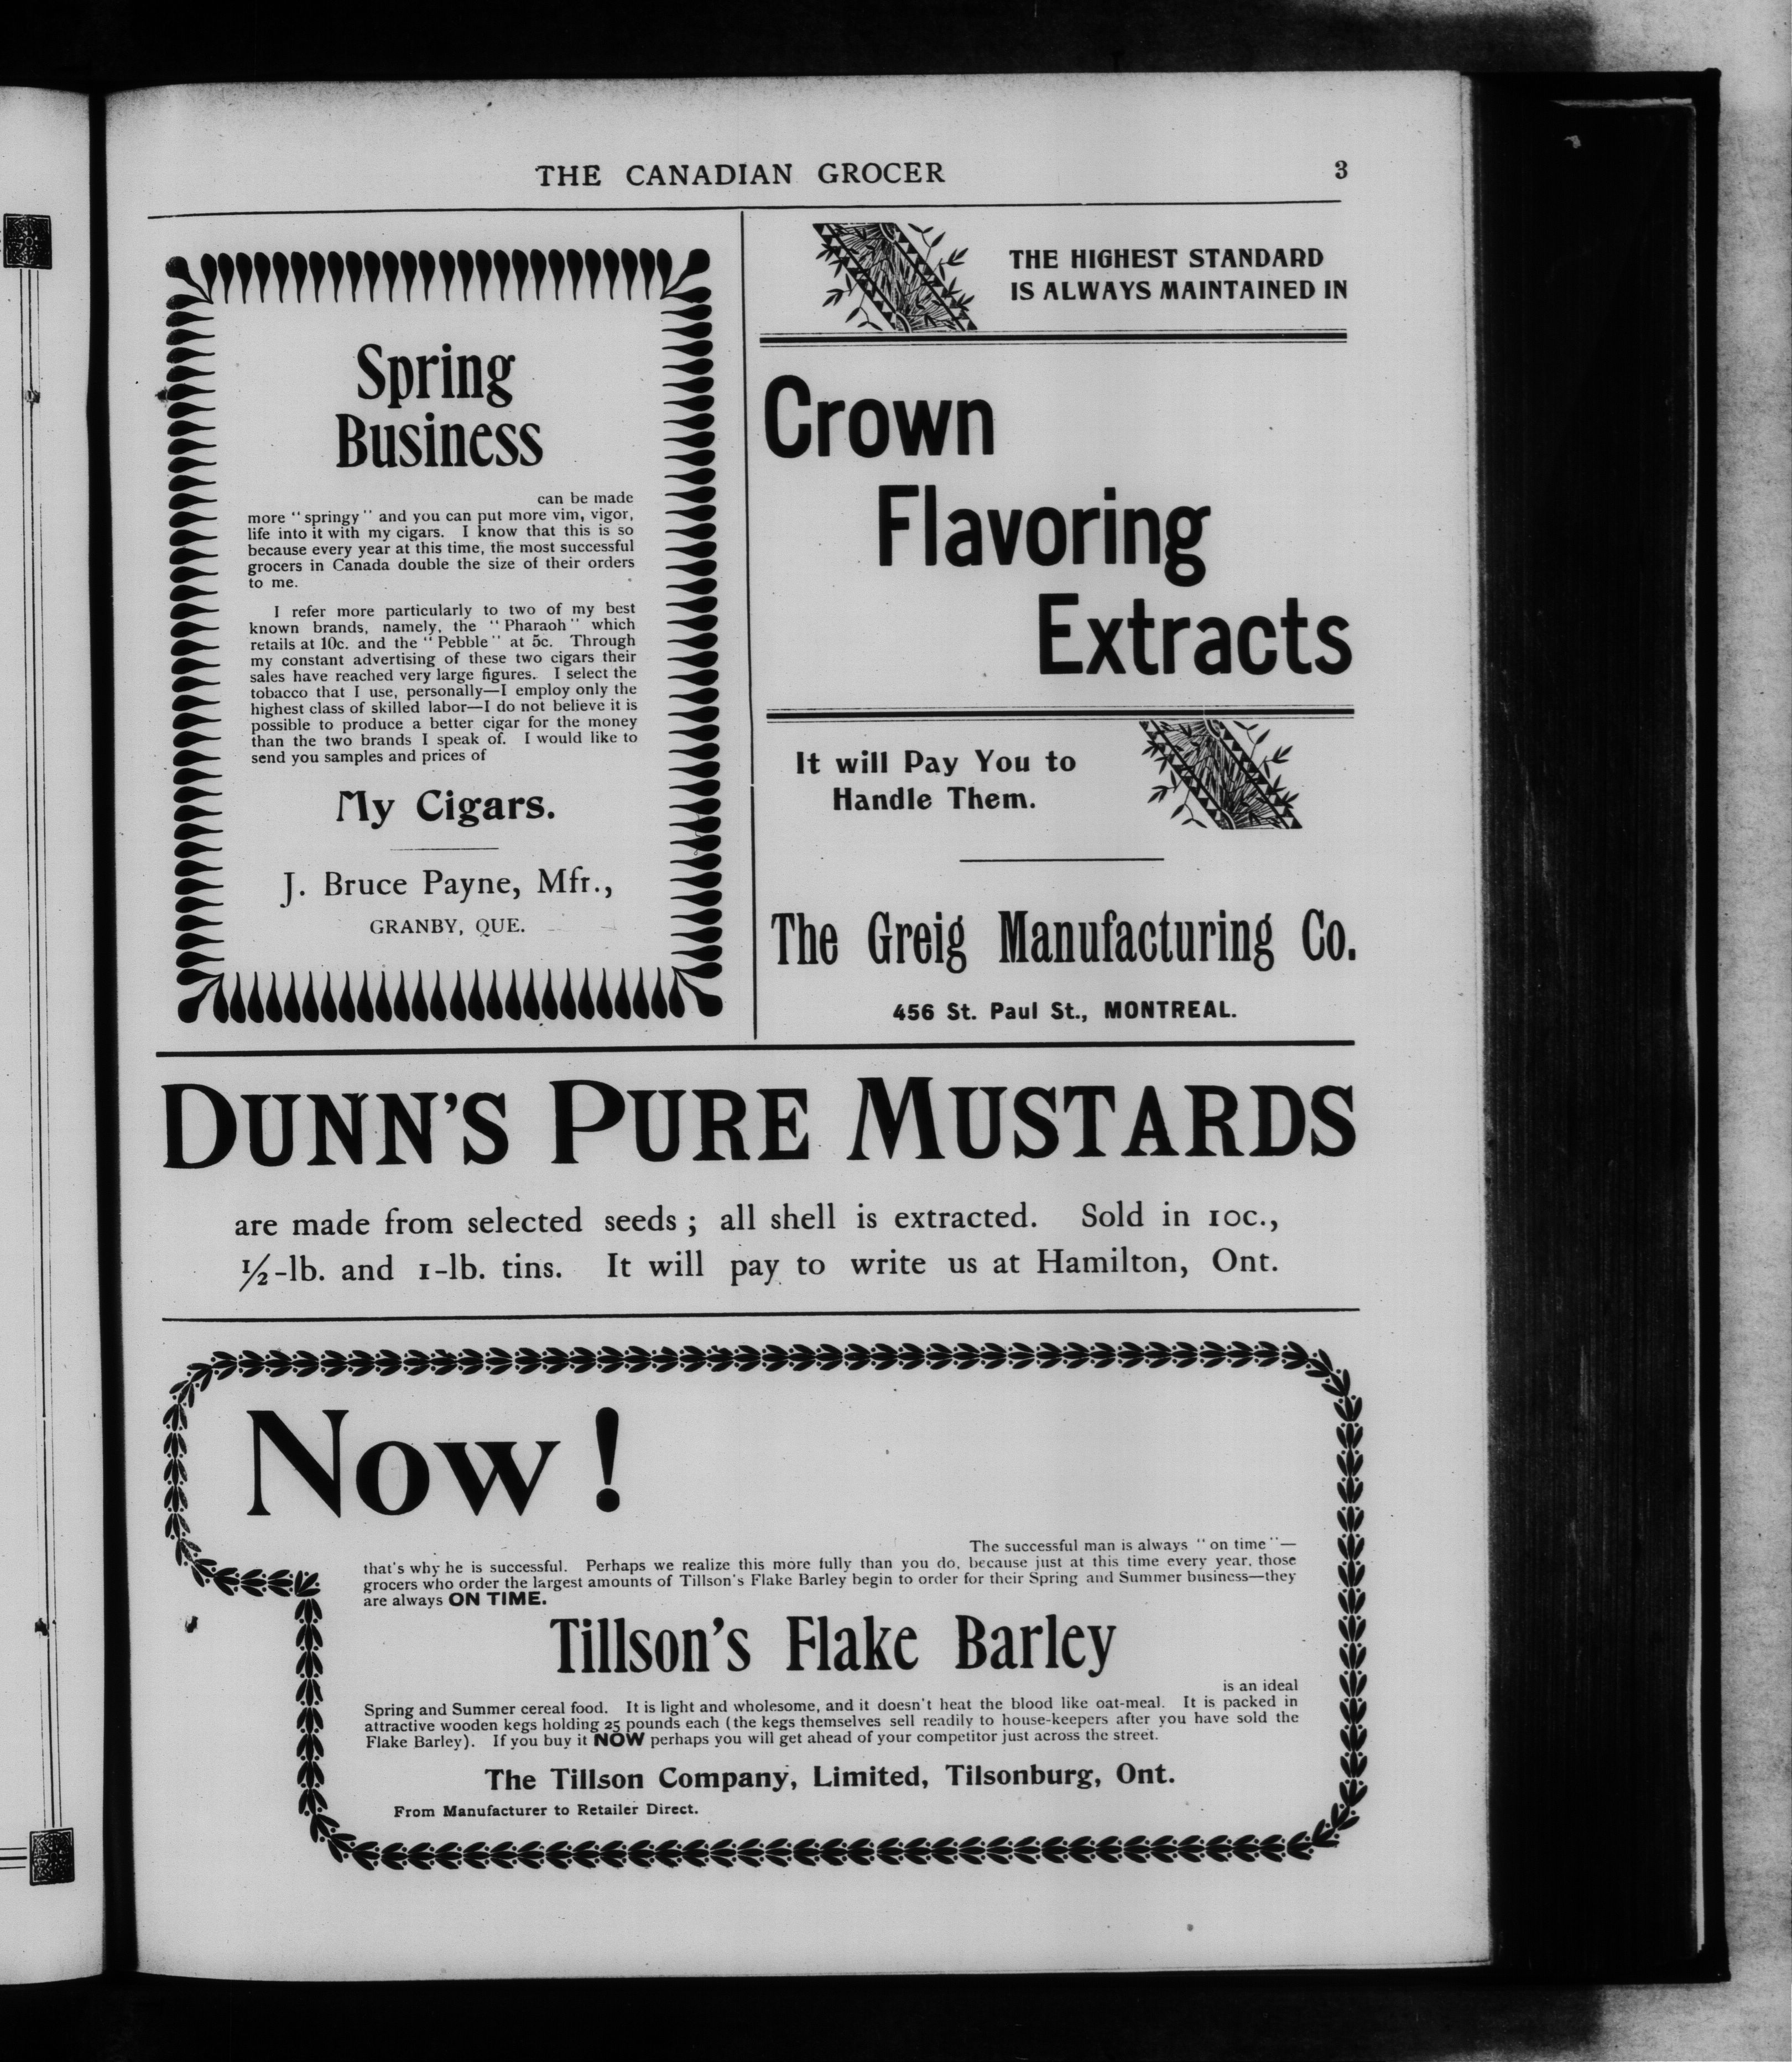 THE CANADIAN GROCER
3
Spring
Business
can be made
more "springy" and you can put more vim, vigor,
life into it with my cigars. I know that this is so
because every year at this time, the most successful
grocers in Canada double the size of their orders
to me.
I refer more particularly to two of my best
known brands, namely, the "Pharaoh" which
retails at 10c. and the "Pebble" at 5c. Through
my constant advertising of these two cigars their
sales have reached very large figures. I select the
tobacco that I use, personally—I employ only the
highest class of skilled labor—I do not believe it is
possible to produce a better cigar for the money
than the two brands I speak of. I would like to
send you samples and prices of
My Cigars.
J. Bruce Payne, Mfr.,
GRANBY, QUE.
THE HIGHEST STANDARD
IS ALWAYS MAINTAINED IN
Crown
Flavoring
Extracts
It will Pay You to
Handle Them.
The Greig Manufacturing Co.
456 St. Paul St., MONTREAL.
DUNN'S PURE MUSTARDS
are made from selected seeds; all shell is extracted. Sold in 10c.,
½-lb. and 1-lb. tins. It will pay to write us at Hamilton, Ont.
Now!
The successful man is always "on time"—
that's why he is successful. Perhaps we realize this more fully than you do, because just at this time every year, those
grocers who order the largest amounts of Tillson's Flake Barley begin to order for their Spring and Summer business—they
are always ON TIME.
Tillson's Flake Barley
is an ideal
Spring and Summer cereal food. It is light and wholesome, and it doesn't heat the blood like oat-meal. It is packed in
attractive wooden kegs holding 25 pounds each (the kegs themselves sell readily to house-keepers after you have sold the
Flake Barley). If you buy it NOW perhaps you will get ahead of your competitor just across the street.
The Tillson Company, Limited, Tilsonburg, Ont.
From Manufacturer to Retailer Direct.